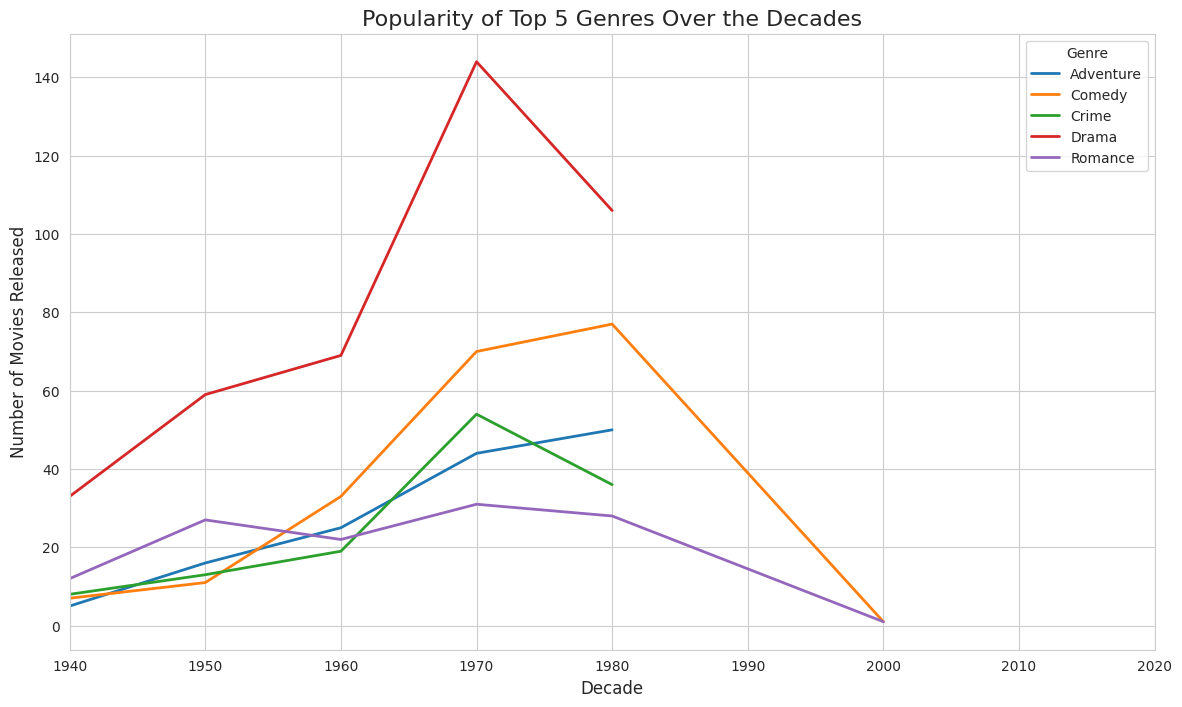 Popularity of Top 5 Genres Over the Decades
Genre
Adventure
Comedy
Crime
Drama
Romance
Number of Movies Released
140
120
100
80
60
40
20
0
1940 1950 1960 1970 1980 1990 2000 2010 2020
Decade